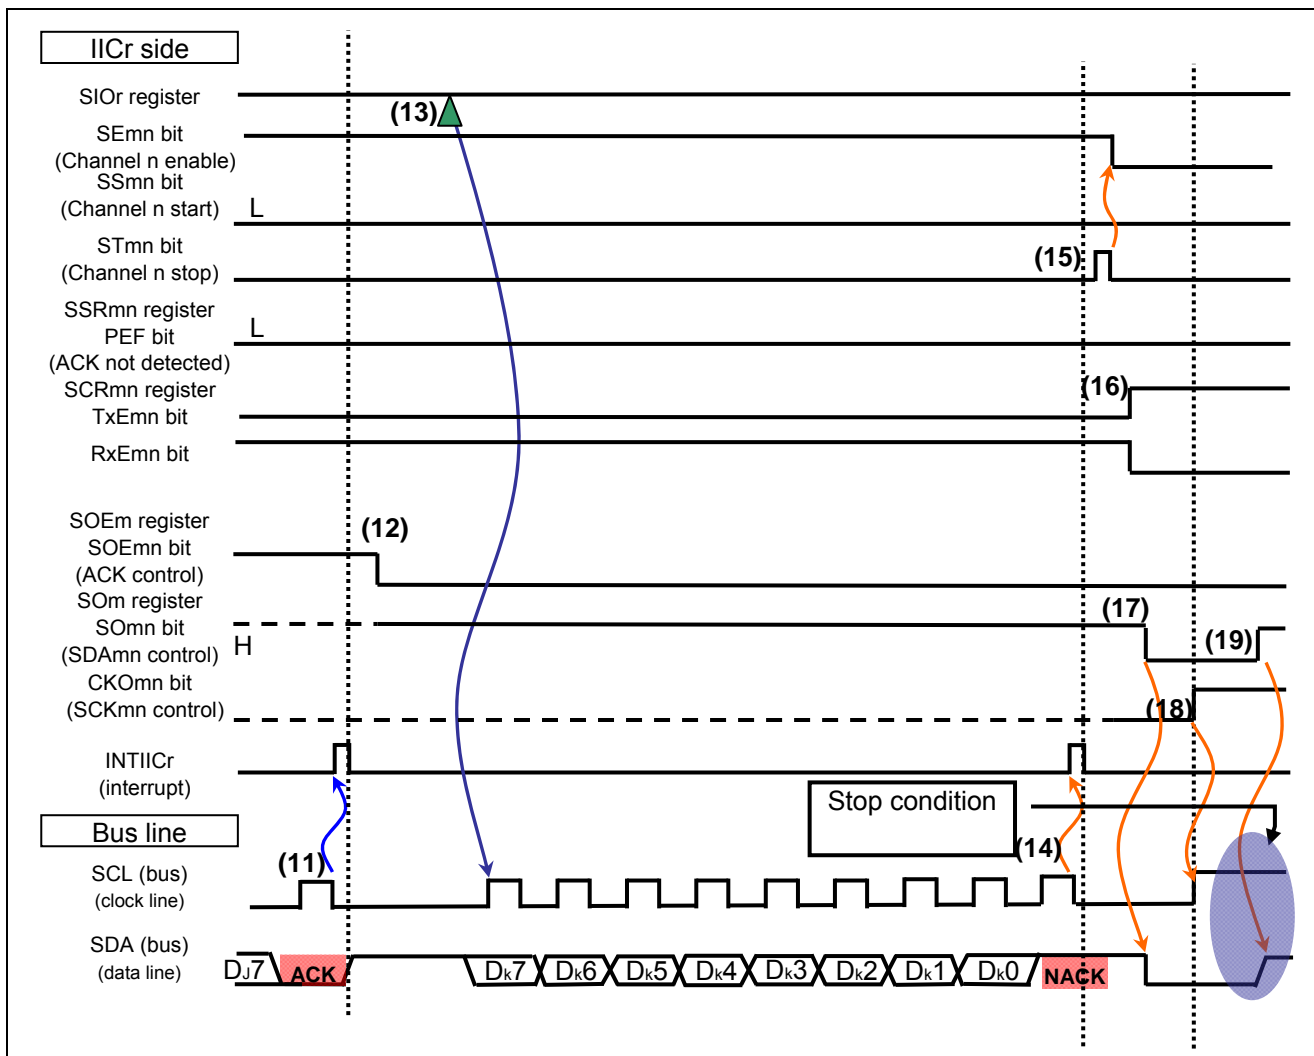 IICr side
SIOr register
(13)
SEmn bit
(Channel n enable)
SSmn bit
(Channel n start)
L
STmn bit
(Channel n stop)
(15)
SSRmn register
PEF bit
L
(ACK not detected)
SCRmn register
(16)
TxEmn bit
RxEmn bit
SOEm register
(12)
SOEmn bit
(ACK control)
SOm register
(17)
SOmn bit
(19)
(SDAmn control)
H
CKOmn bit
(SCKmn control)
(18)
INTIICr
(interrupt)
Stop condition
Bus line
(14)
(11)
SCL (bus)
(clock line)
SDA (bus)
(data line)
DJ7
ACK
Dk7
Dk6
Dk5
Dk4
Dk3
Dk2
Dk1
Dk0
NACK